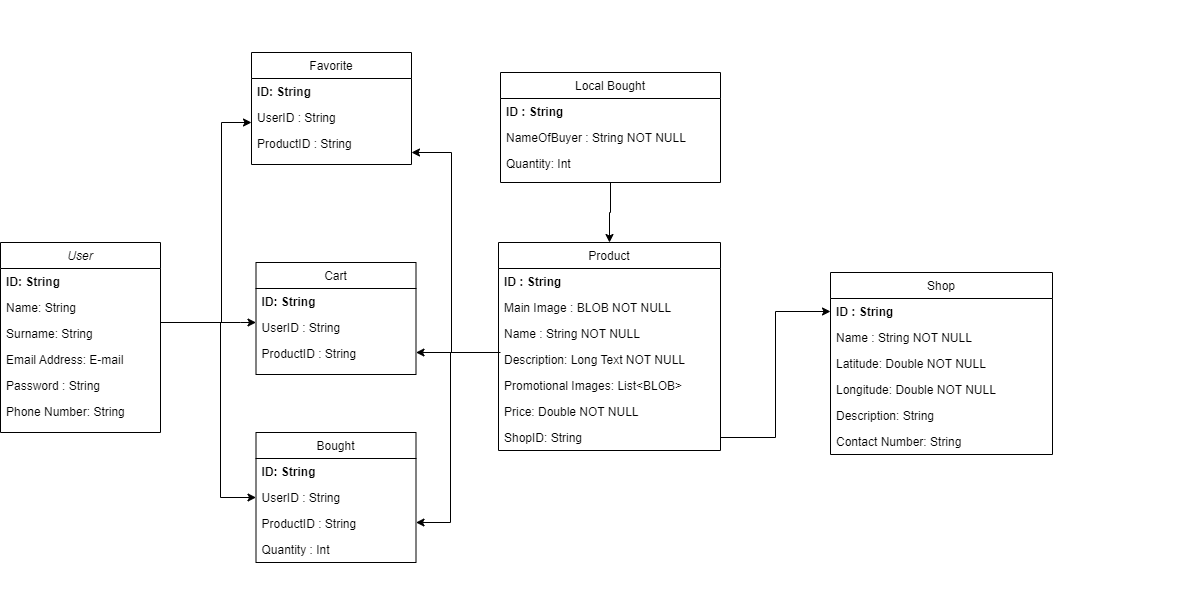 Favorite
ID: String
UserID : String
ProductID : String
Local Bought
ID : String
NameOfBuyer : String NOT NULL
Quantity: Int
User
ID: String
Name: String
Surname: String
Email Address: E-mail
Password : String
Phone Number: String
Cart
ID: String
UserID : String
ProductID : String
Product
ID : String
Main Image : BLOB NOT NULL
Name : String NOT NULL
Description: Long Text NOT NULL
Promotional Images: List<BLOB>
Price: Double NOT NULL
ShopID: String
Shop
ID : String
Name : String NOT NULL
Latitude: Double NOT NULL
Longitude: Double NOT NULL
Description: String
Contact Number: String
Bought
ID: String
UserID : String
ProductID : String
Quantity : Int